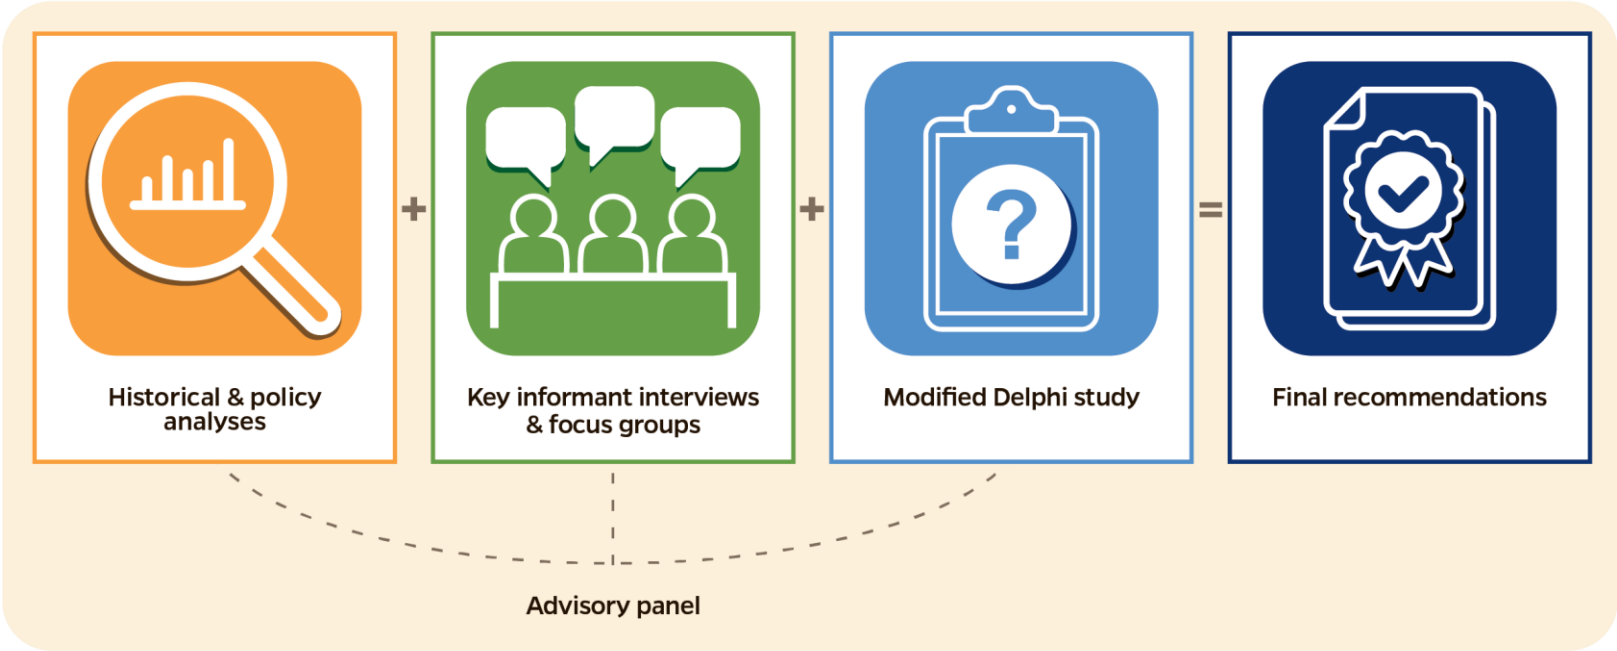 Historical & policy
analyses
+
Key informant interviews
& focus groups
+
?
Modified Delphi study
=
Final recommendations
Advisory panel